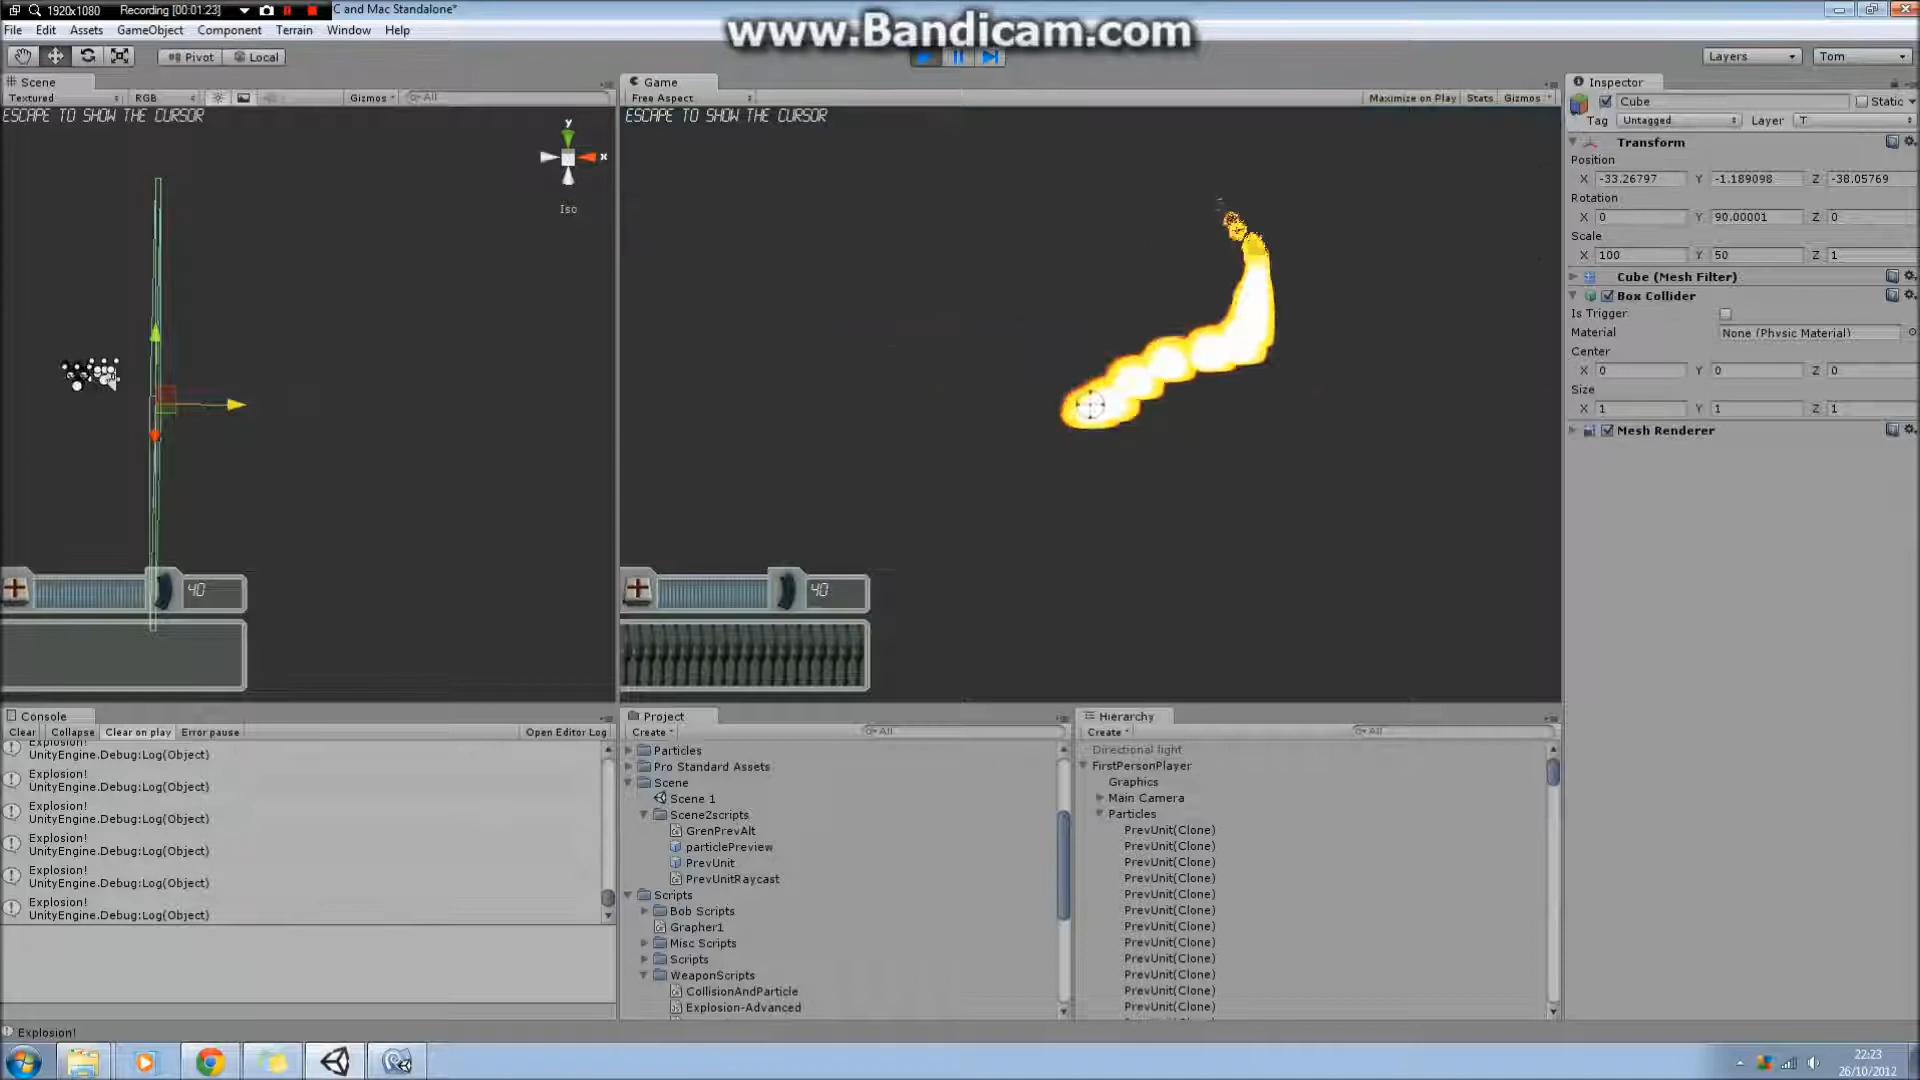 1920x1080 Recording [00:01:23] C and Mac Standalone*
www.Bandicam.com
File Edit Assets GameObject Component Terrain Window Help
Pivot Local Layers Tom
Scene
Textured RGB Gizmos All
ESCAPE TO SHOW THE CURSOR
y
x
Iso
40
Game
Free Aspect Maximize on Play Stats Gizmos
ESCAPE TO SHOW THE CURSOR
40
Inspector
Cube Static
Tag Untagged Layer T
Transform
Position
X -33.26797 Y -1.189098 Z -38.05769
Rotation
X 0 Y 90.00001 Z 0
Scale
X 100 Y 50 Z 1
Cube (Mesh Filter)
Box Collider
Is Trigger
Material None (Physic Material)
Center
X 0 Y 0 Z 0
Size
X 1 Y 1 Z 1
Mesh Renderer
Console
Clear Collapse Clear on play Error pause Open Editor Log
Explosion!
UnityEngine.Debug:Log(Object)
Explosion!
UnityEngine.Debug:Log(Object)
Explosion!
UnityEngine.Debug:Log(Object)
Explosion!
UnityEngine.Debug:Log(Object)
Explosion!
UnityEngine.Debug:Log(Object)
Explosion!
UnityEngine.Debug:Log(Object)
Explosion!
Project
Create All
Particles
Pro Standard Assets
Scene
Scene 1
Scene2scripts
GrenPrevAlt
particlePreview
PrevUnit
PrevUnitRaycast
Scripts
Bob Scripts
Grapher1
Misc Scripts
Scripts
WeaponScripts
CollisionAndParticle
Explosion-Advanced
Hierarchy
Create All
Directional light
FirstPersonPlayer
Graphics
Main Camera
Particles
PrevUnit(Clone)
PrevUnit(Clone)
PrevUnit(Clone)
PrevUnit(Clone)
PrevUnit(Clone)
PrevUnit(Clone)
PrevUnit(Clone)
PrevUnit(Clone)
PrevUnit(Clone)
PrevUnit(Clone)
PrevUnit(Clone)
PrevUnit(Clone)
22:23
26/10/2012